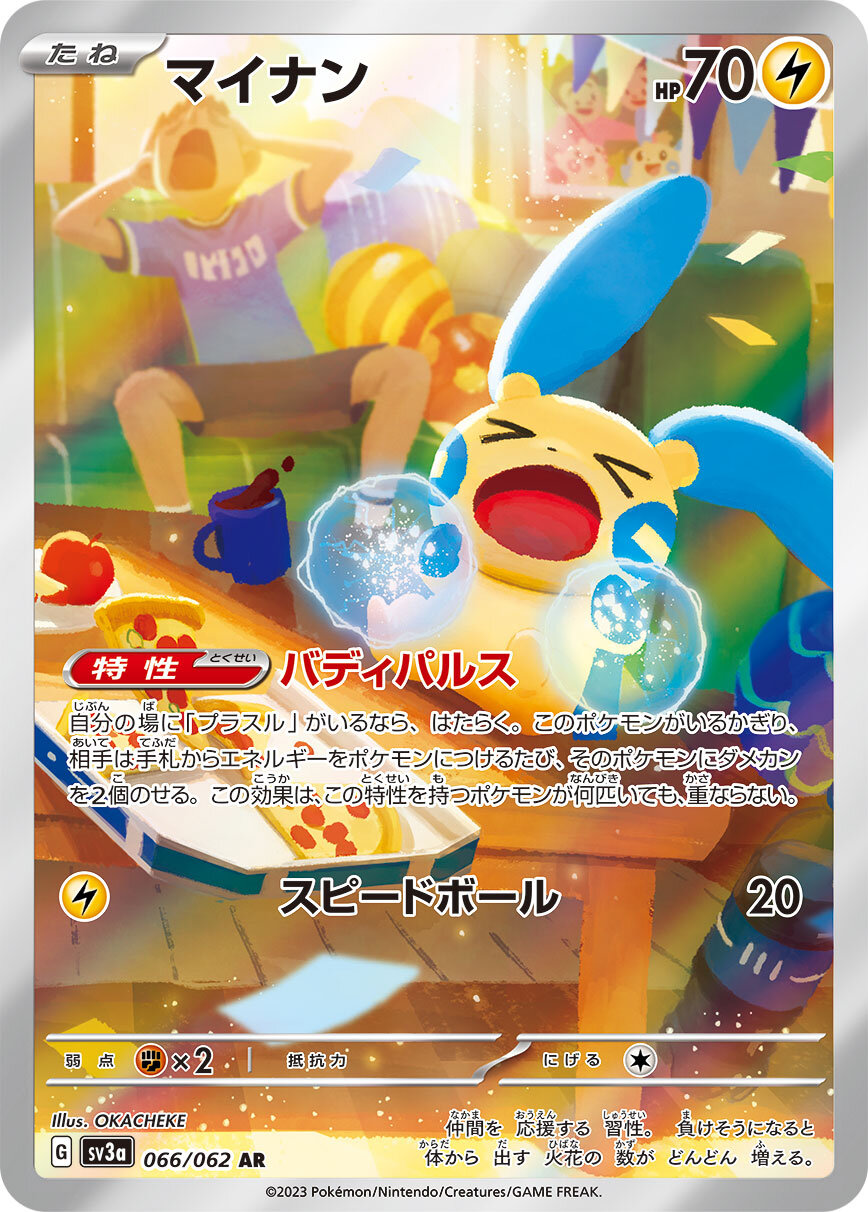 たね
マイナン
HP70
特性 とくせい バディパルス
自分の場に「プラスル」がいるなら、はたらく。このポケモンがいるかぎり、
相手は手札からエネルギーをポケモンにつけるたび、そのポケモンにダメカン
を2個のせる。この効果は、この特性を持つポケモンが何匹いても、重ならない。
スピードボール 20
弱点 ×2 抵抗力 にげる
Illus. OKACHEKE
仲間を 応援する 習性。 負けそうになると
体から 出す 火花の 数が どんどん 増える。
G sv3a 066/062 AR
©2023 Pokémon/Nintendo/Creatures/GAME FREAK.